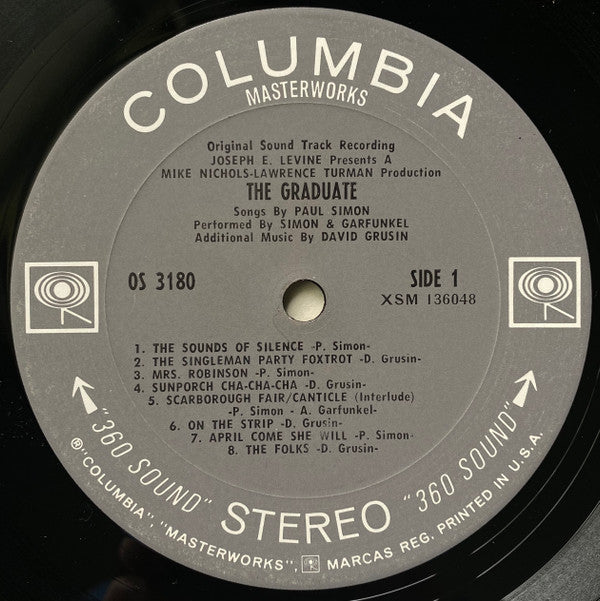 COLUMBIA
MASTERWORKS
Original Sound Track Recording
JOSEPH E. LEVINE Presents A
MIKE NICHOLS-LAWRENCE TURMAN Production
THE GRADUATE
Songs By PAUL SIMON
Performed By SIMON & GARFUNKEL
Additional Music By DAVID GRUSIN
OS 3180
SIDE 1
XSM 136048
1. THE SOUNDS OF SILENCE -P. Simon-
2. THE SINGLEMAN PARTY FOXTROT -D. Grusin-
3. MRS. ROBINSON -P. Simon-
4. SUNPORCH CHA-CHA-CHA -D. Grusin-
5. SCARBOROUGH FAIR/CANTICLE (Interlude)
-P. Simon - A. Garfunkel-
6. ON THE STRIP -D. Grusin-
7. APRIL COME SHE WILL -P. Simon-
8. THE FOLKS -D. Grusin-
"360 SOUND" STEREO "360 SOUND"
®"COLUMBIA", "MASTERWORKS", MARCAS REG. PRINTED IN U.S.A.